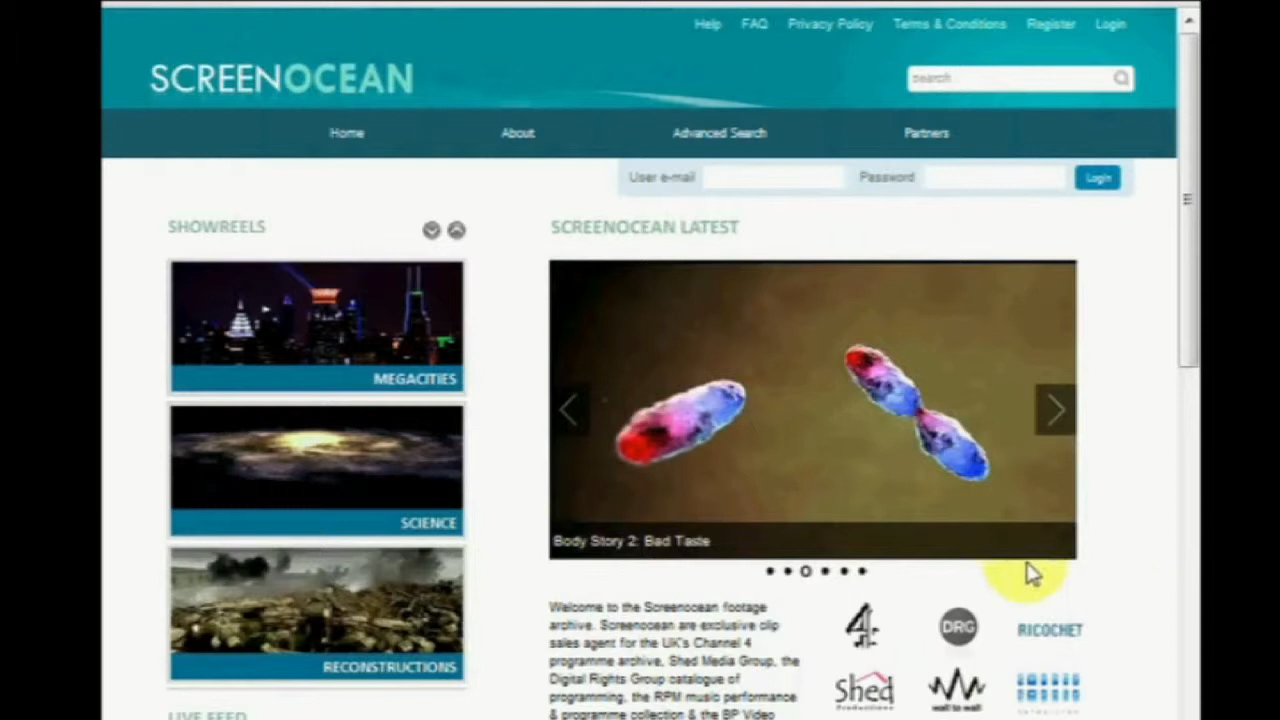 Help FAQ Privacy Policy Terms & Conditions Register Login
SCREENOCEAN
search
Home About Advanced Search Partners
User e-mail Password Login
SHOWREELS
MEGACITIES
SCIENCE
RECONSTRUCTIONS
LIVE FEED
SCREENOCEAN LATEST
Body Story 2: Bad Taste
Welcome to the Screenocean footage
archive. Screenocean are exclusive clip
sales agent for the UK's Channel 4
programme archive, Shed Media Group, the
Digital Rights Group catalogue of
programming, the RPM music performance
& programme collection & the BP Video
4
DRG
RICOCHET
Shed
Productions
wall to wall